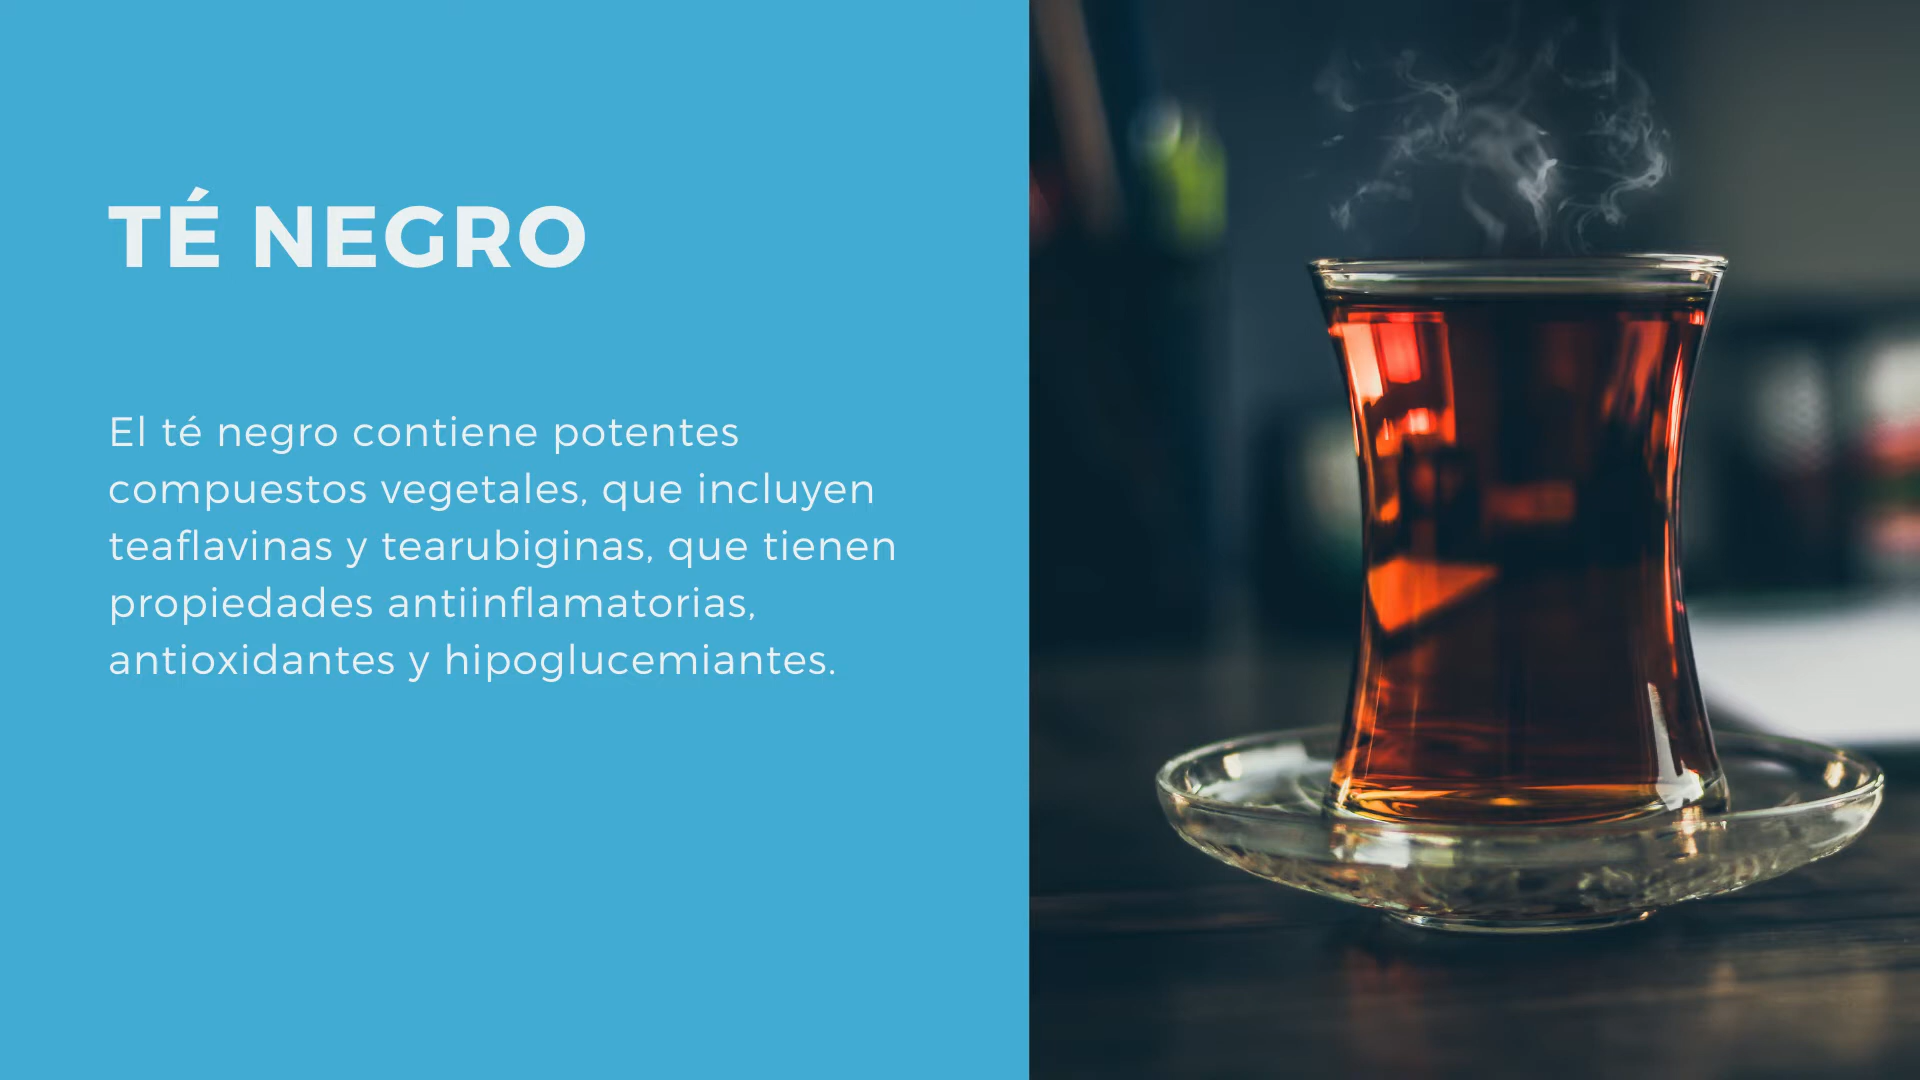 TÉ NEGRO
El té negro contiene potentes
compuestos vegetales, que incluyen
teaflavinas y tearubiginas, que tienen
propiedades antiinflamatorias,
antioxidantes y hipoglucemiantes.